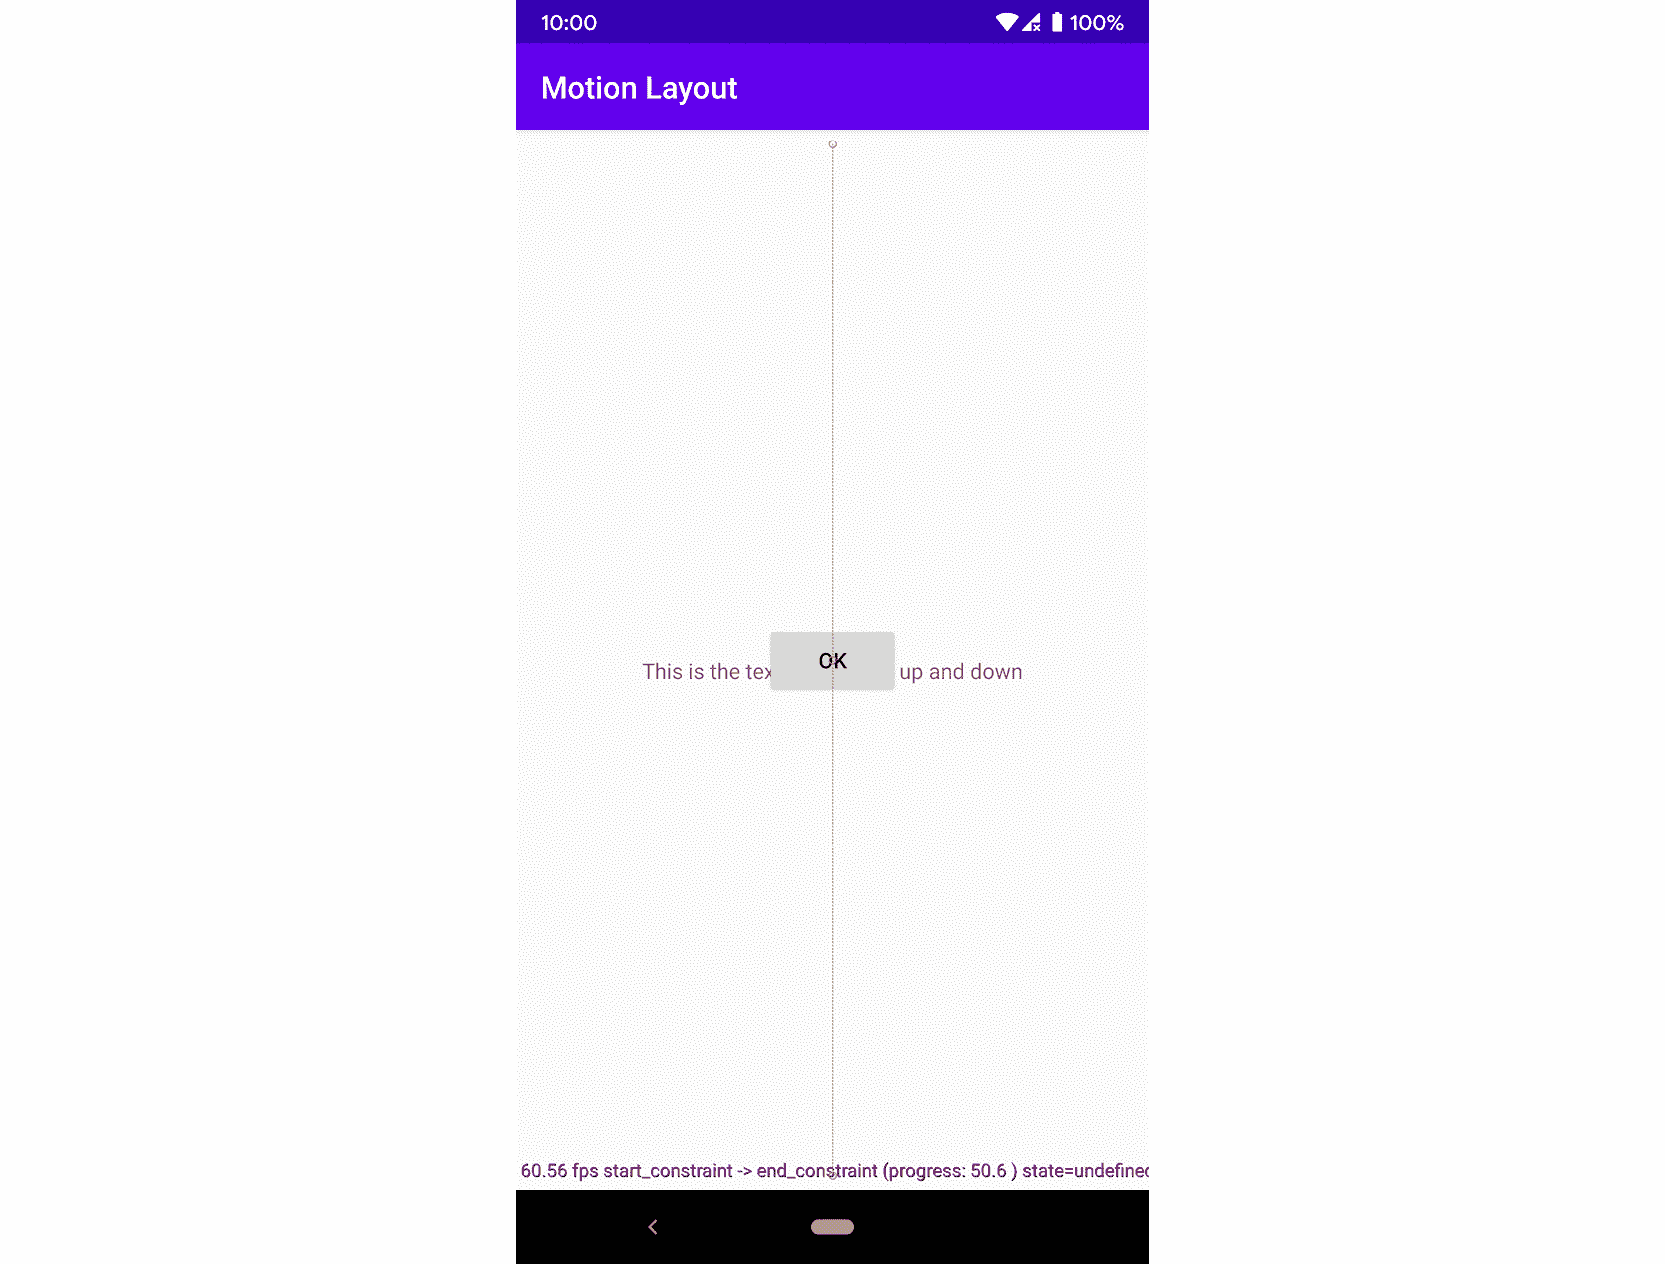 10:00 100%
Motion Layout
This is the tex up and down
OK
60.56 fps start_constraint -> end_constraint (progress: 50.6 ) state=undefined